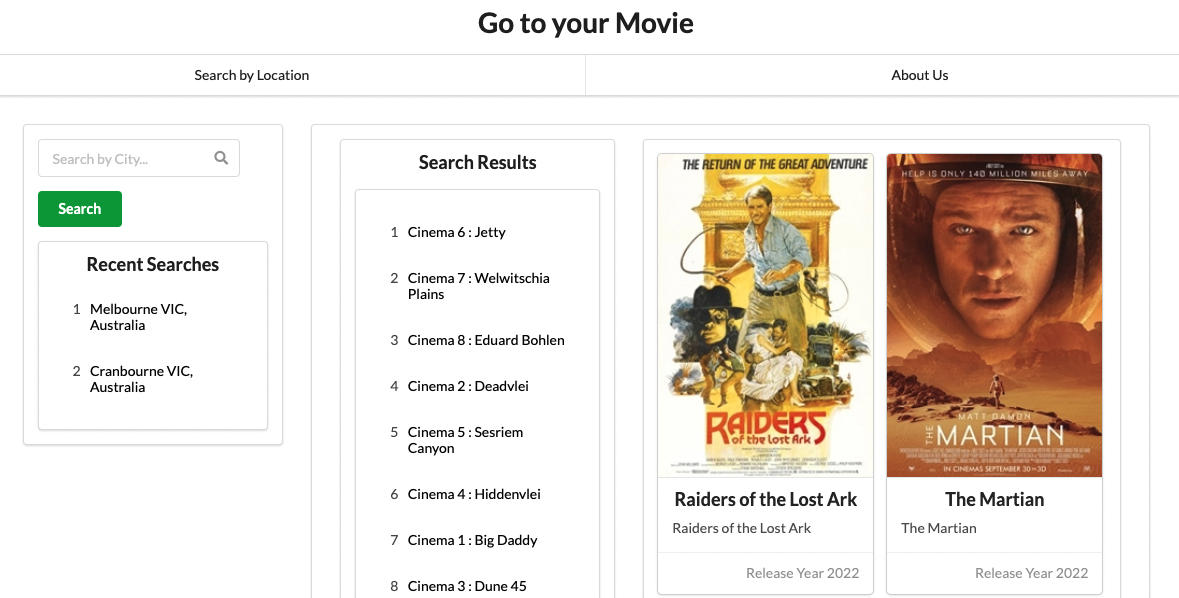 Go to your Movie
Search by Location
About Us
Search by City...
Search
Recent Searches
1 Melbourne VIC,
Australia
2 Cranbourne VIC,
Australia
Search Results
1 Cinema 6 : Jetty
2 Cinema 7 : Welwitschia
Plains
3 Cinema 8 : Eduard Bohlen
4 Cinema 2 : Deadvlei
5 Cinema 5 : Sesriem
Canyon
6 Cinema 4 : Hiddenvlei
7 Cinema 1 : Big Daddy
8 Cinema 3 : Dune 45
THE RETURN OF THE GREAT ADVENTURE
RAIDERS
of the Lost Ark
Raiders of the Lost Ark
Raiders of the Lost Ark
Release Year 2022
HELP IS ONLY 140 MILLION MILES AWAY
MATT DAMON
THE MARTIAN
IN CINEMAS SEPTEMBER 30 IN 3D
The Martian
The Martian
Release Year 2022